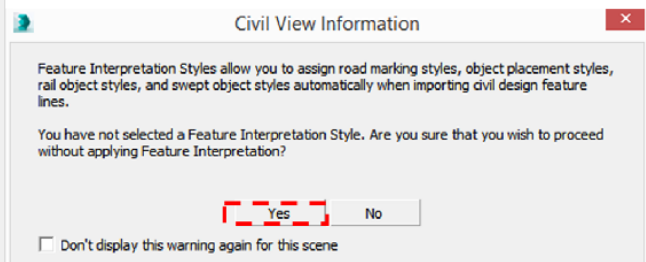 Civil View Information
Feature Interpretation Styles allow you to assign road marking styles, object placement styles,
rail object styles, and swept object styles automatically when importing civil design feature
lines.
You have not selected a Feature Interpretation Style. Are you sure that you wish to proceed
without applying Feature Interpretation?
Yes No
Don't display this warning again for this scene